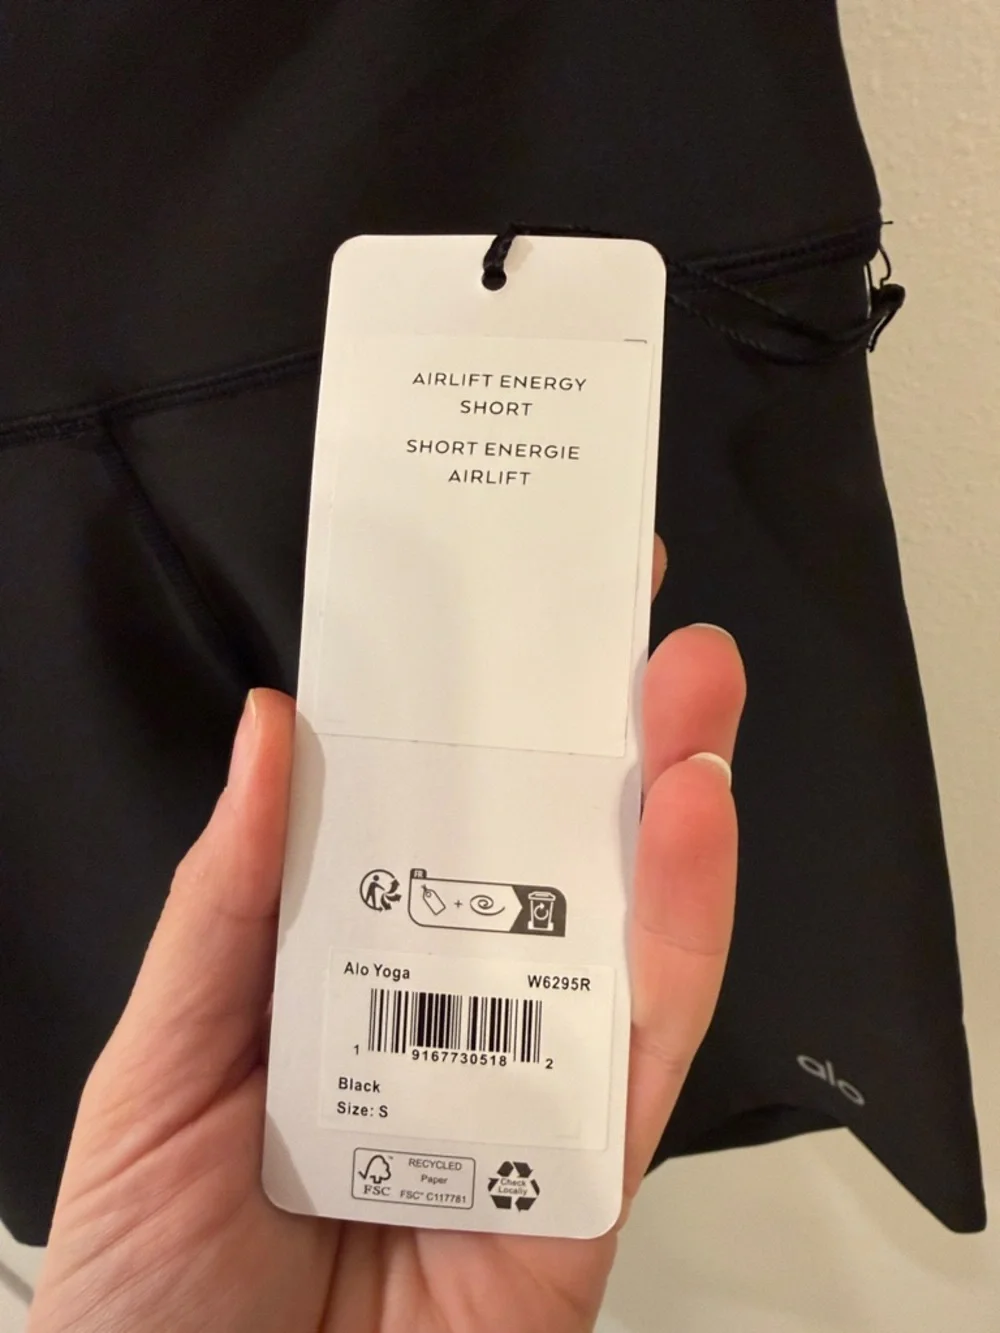 AIRLIFT ENERGY
SHORT
SHORT ENERGIE
AIRLIFT
FR
+
Alo Yoga W6295R
1 9167730518 2
Black
Size: S
FSC™
RECYCLED
Paper
FSC® C117781
Check
Locally
alo